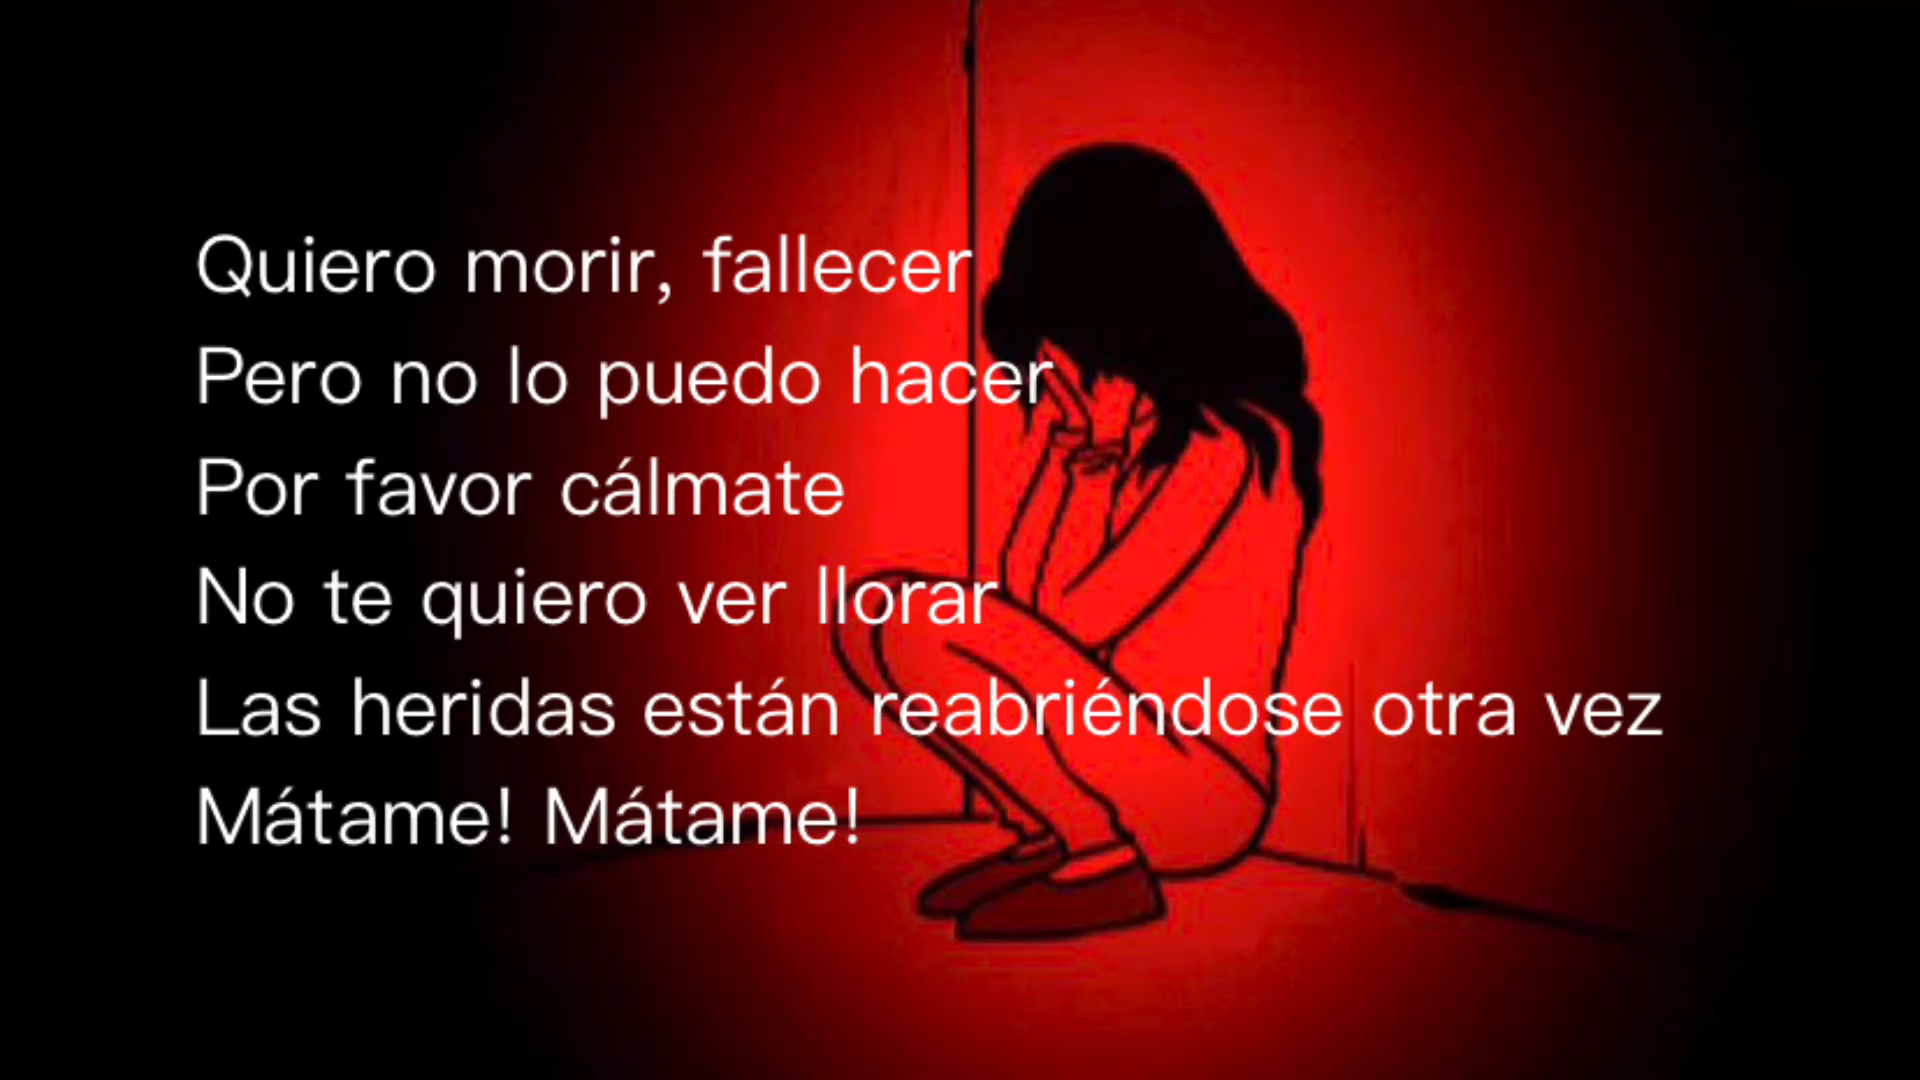 Quiero morir, fallecer
Pero no lo puedo hacer
Por favor cálmate
No te quiero ver llorar
Las heridas están reabriéndose otra vez
Mátame! Mátame!